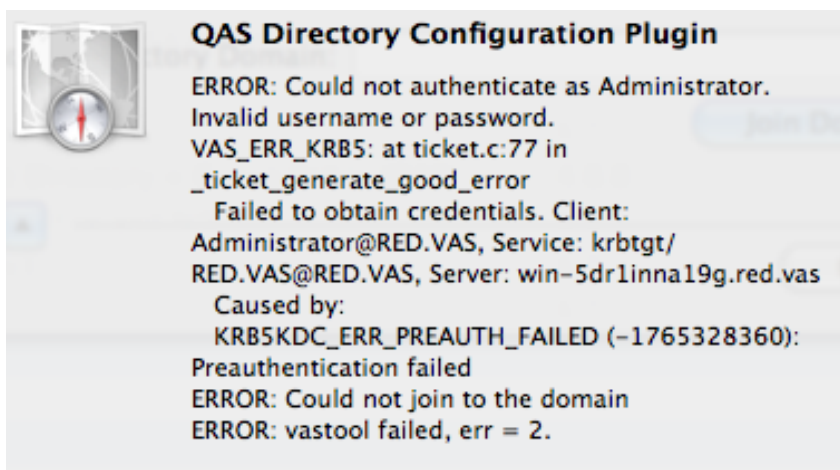 QAS Directory Configuration Plugin
ERROR: Could not authenticate as Administrator.
Invalid username or password.
VAS_ERR_KRB5: at ticket.c:77 in
_ticket_generate_good_error
Failed to obtain credentials. Client:
Administrator@RED.VAS, Service: krbtgt/
RED.VAS@RED.VAS, Server: win-5dr1inna19g.red.vas
Caused by:
KRB5KDC_ERR_PREAUTH_FAILED (-1765328360):
Preauthentication failed
ERROR: Could not join to the domain
ERROR: vastool failed, err = 2.